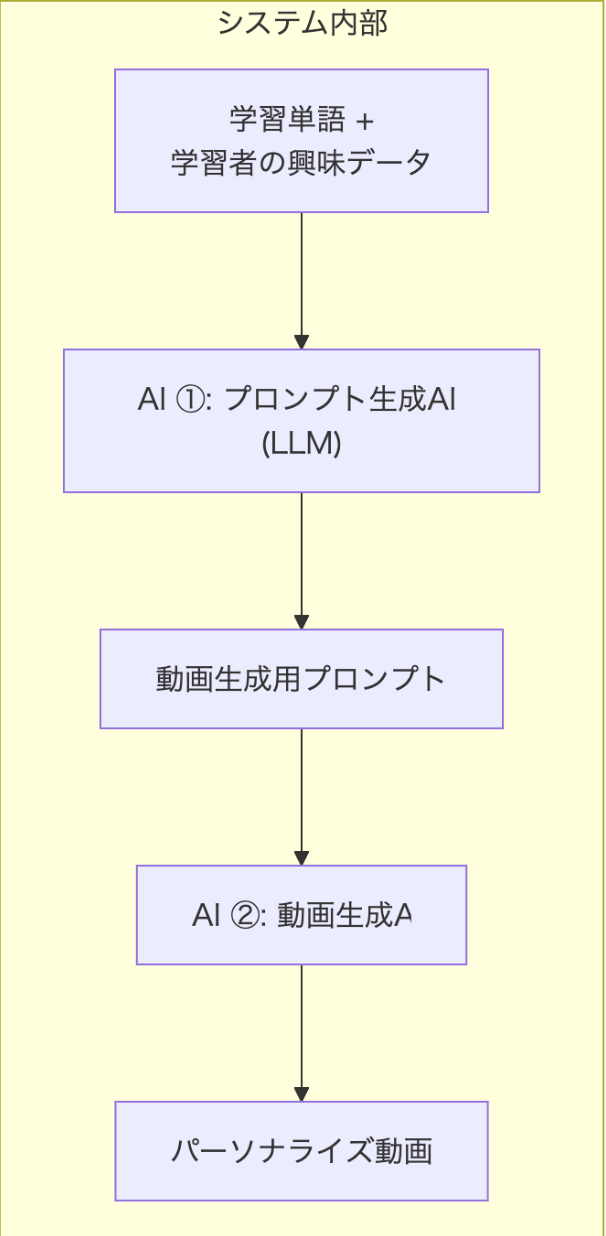 システム内部
学習単語 +
学習者の興味データ
AI ①: プロンプト生成AI
(LLM)
動画生成用プロンプト
AI ②: 動画生成A
パーソナライズ動画